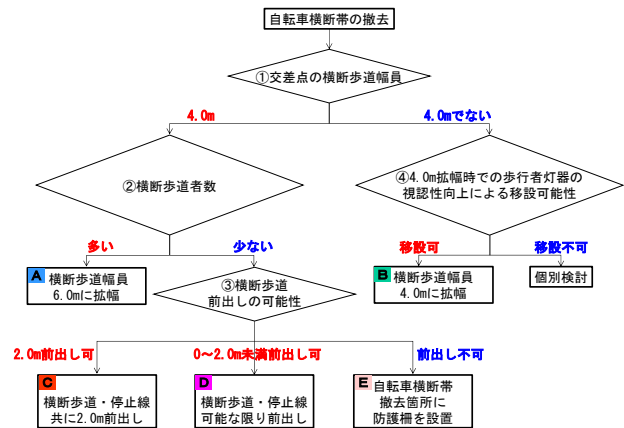 自転車横断帯の撤去
①交差点の横断歩道幅員
4.0m
4.0mでない
②横断歩道者数
④4.0m拡幅時での歩行者灯器の
視認性向上による移設可能性
多い
少ない
移設可
移設不可
A 横断歩道幅員
6.0mに拡幅
③横断歩道
前出しの可能性
B 横断歩道幅員
4.0mに拡幅
個別検討
2.0m前出し可
0～2.0m未満前出し可
前出し不可
C
横断歩道・停止線
共に2.0m前出し
D
横断歩道・停止線
可能な限り前出し
E 自転車横断帯
撤去箇所に
防護柵を設置